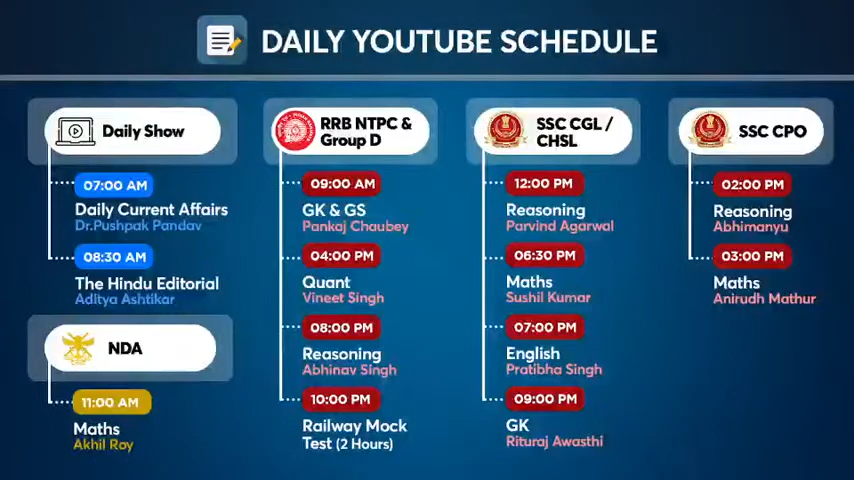 DAILY YOUTUBE SCHEDULE
Daily Show
07:00 AM
Daily Current Affairs
Dr.Pushpak Pandav
08:30 AM
The Hindu Editorial
Aditya Ashtikar
NDA
11:00 AM
Maths
Akhil Roy
RRB NTPC &
Group D
09:00 AM
GK & GS
Pankaj Chaubey
04:00 PM
Quant
Vineet Singh
08:00 PM
Reasoning
Abhinav Singh
10:00 PM
Railway Mock
Test (2 Hours)
SSC CGL /
CHSL
12:00 PM
Reasoning
Parvind Agarwal
06:30 PM
Maths
Sushil Kumar
07:00 PM
English
Pratibha Singh
09:00 PM
GK
Rituraj Awasthi
SSC CPO
02:00 PM
Reasoning
Abhimanyu
03:00 PM
Maths
Anirudh Mathur